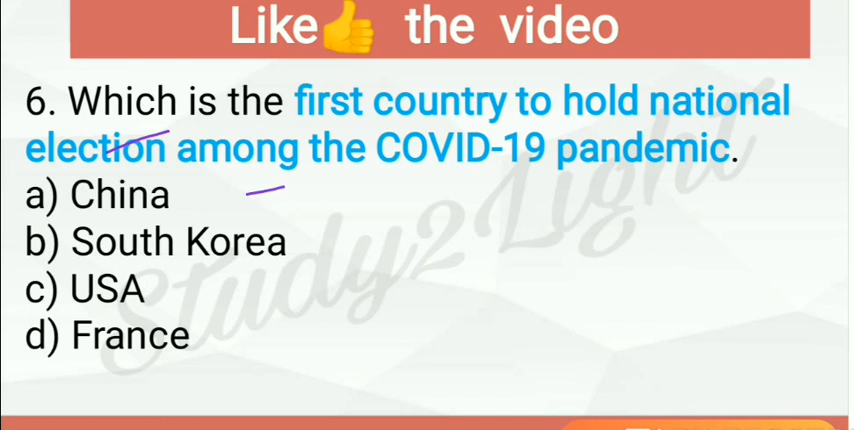 Like👍 the video
6. Which is the first country to hold national
election among the COVID-19 pandemic.
a) China
b) South Korea
c) USA
d) France
Study2Light